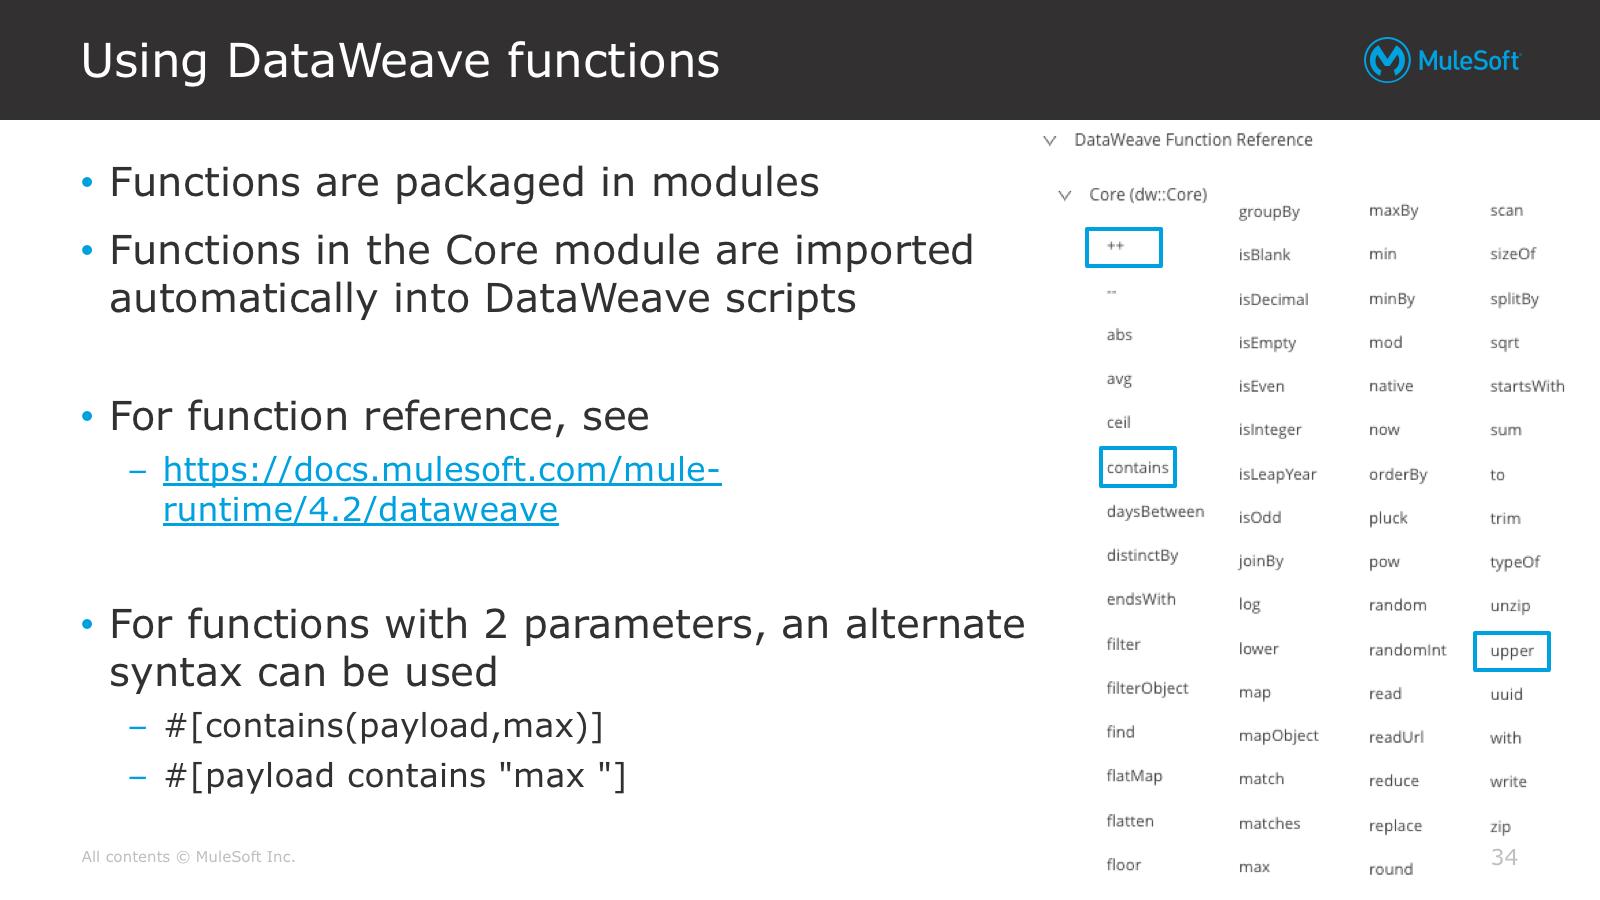 Using DataWeave functions
MuleSoft
• Functions are packaged in modules
• Functions in the Core module are imported
automatically into DataWeave scripts
• For function reference, see
– https://docs.mulesoft.com/mule-
runtime/4.2/dataweave
• For functions with 2 parameters, an alternate
syntax can be used
– #[contains(payload,max)]
– #[payload contains "max "]
DataWeave Function Reference
Core (dw::Core)
++
--
abs
avg
ceil
contains
daysBetween
distinctBy
endsWith
filter
filterObject
find
flatMap
flatten
floor
groupBy
isBlank
isDecimal
isEmpty
isEven
isInteger
isLeapYear
isOdd
joinBy
log
lower
map
mapObject
match
matches
max
maxBy
min
minBy
mod
native
now
orderBy
pluck
pow
random
randomInt
read
readUrl
reduce
replace
round
scan
sizeOf
splitBy
sqrt
startsWith
sum
to
trim
typeOf
unzip
upper
uuid
with
write
zip
All contents © MuleSoft Inc.
34